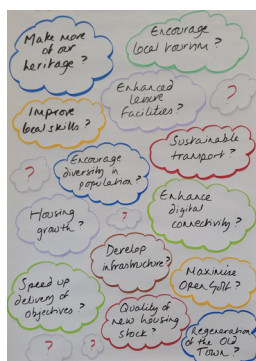 Make more
of our
heritage?
Encourage
local tourism?
Enhanced
leisure
Facilities?
?
Improve
local skills?
Sustainable
transport?
Encourage
diversity in
population?
?
Enhance
digital
connectivity?
Housing
growth?
?
Develop
infrastructure?
Maximise
Open Golf?
Speed up
delivery of
objectives?
Quality of
new housing
stock?
Regeneration
of the Old
Town?
?
?